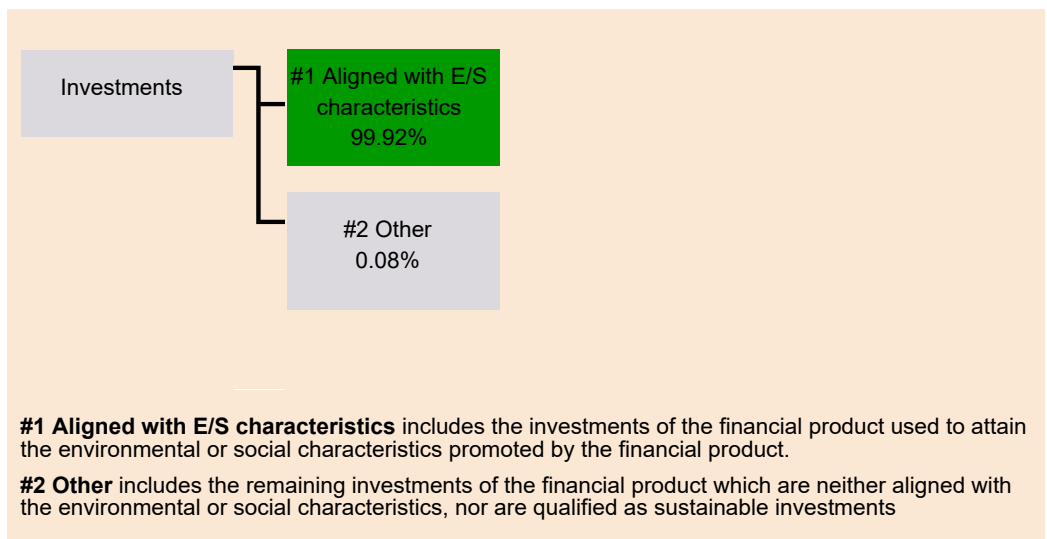 Investments
#1 Aligned with E/S
characteristics
99.92%
#2 Other
0.08%
#1 Aligned with E/S characteristics includes the investments of the financial product used to attain
the environmental or social characteristics promoted by the financial product.
#2 Other includes the remaining investments of the financial product which are neither aligned with
the environmental or social characteristics, nor are qualified as sustainable investments